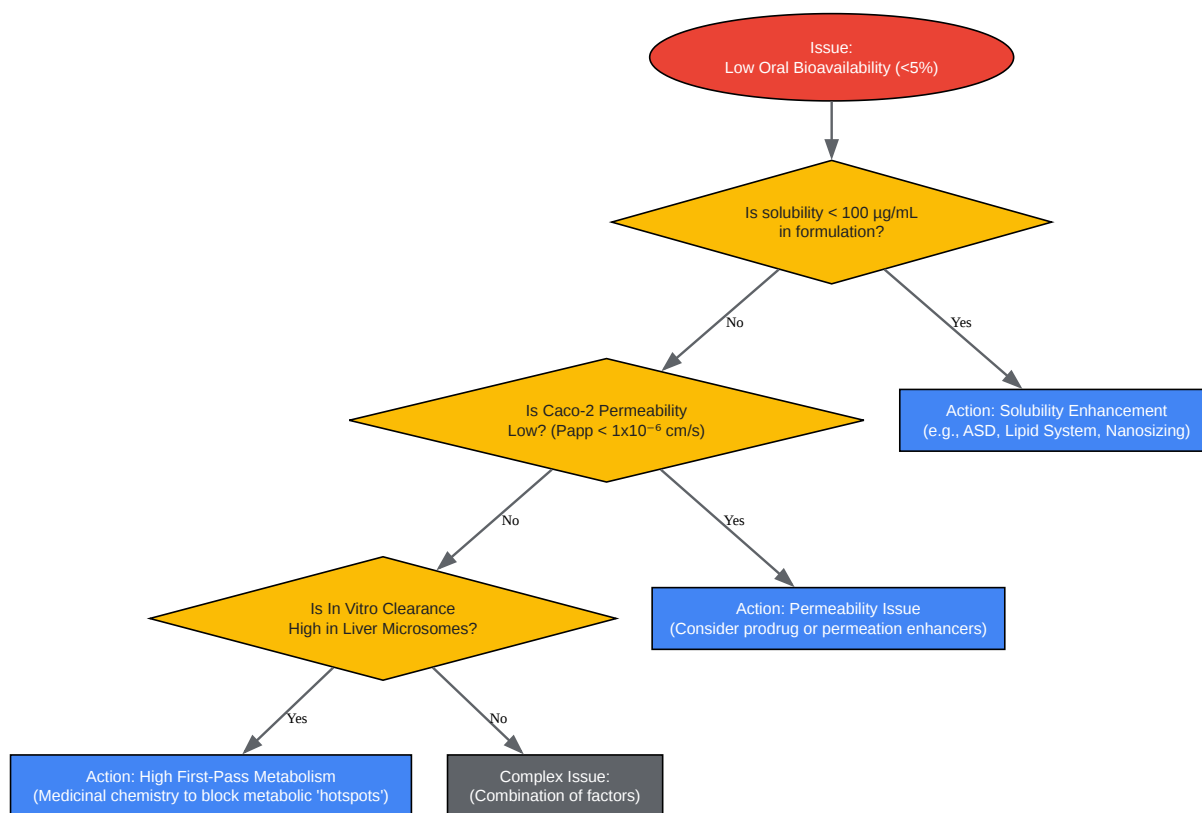 Issue:
Low Oral Bioavailability (<5%)
Is solubility < 100 µg/mL
in formulation?
No
Yes
Is Caco-2 Permeability
Low? (Papp < 1x10⁻⁶ cm/s)
Action: Solubility Enhancement
(e.g., ASD, Lipid System, Nanosizing)
No
Yes
Is In Vitro Clearance
High in Liver Microsomes?
Action: Permeability Issue
(Consider prodrug or permeation enhancers)
Yes
No
Action: High First-Pass Metabolism
(Medicinal chemistry to block metabolic 'hotspots')
Complex Issue:
(Combination of factors)